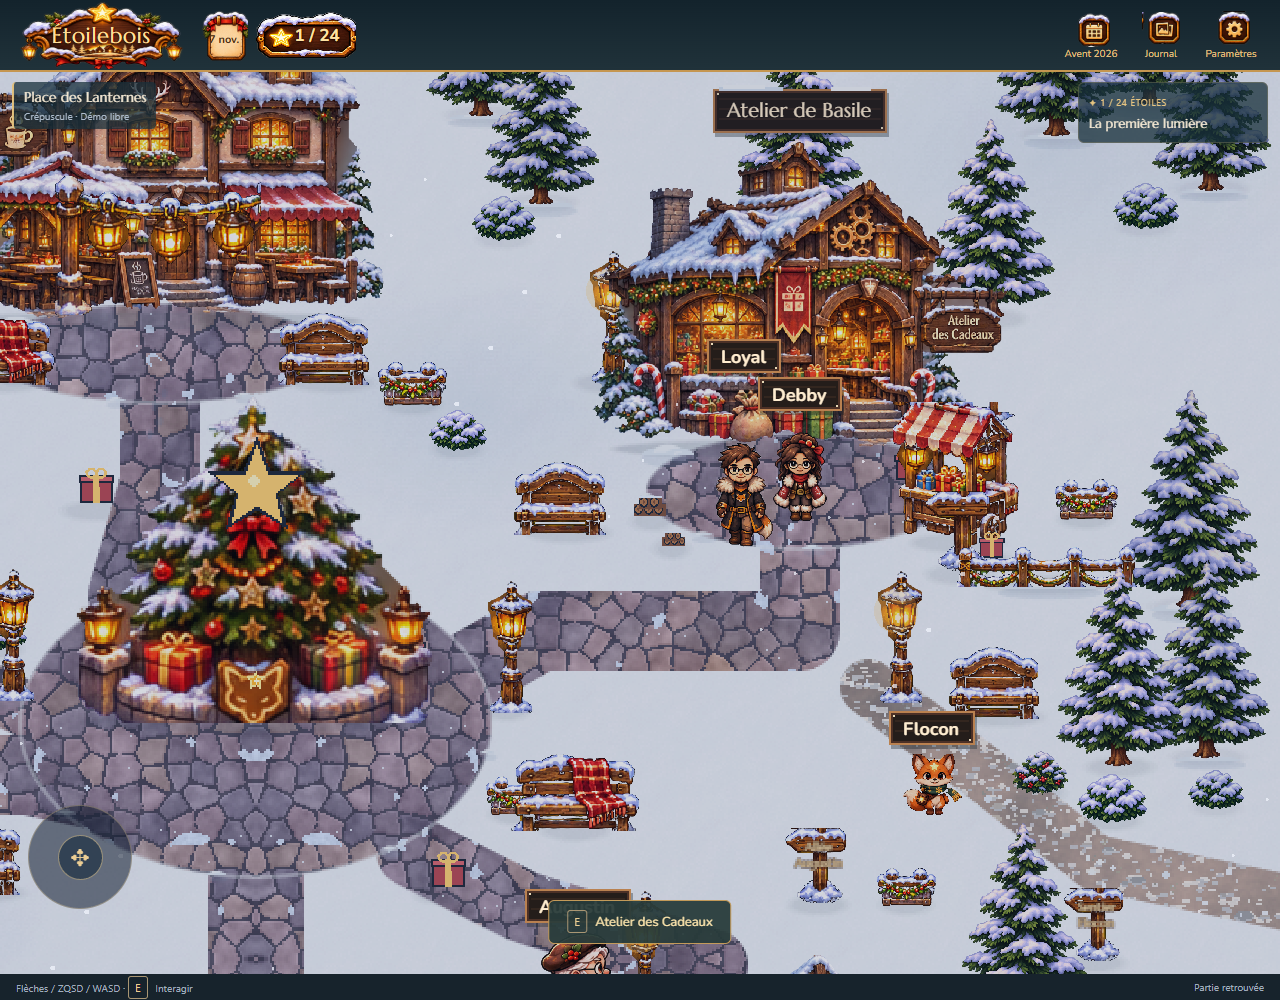 Étoilebois
7 nov.
1 / 24
Avent 2026
Journal
Paramètres
Place des Lanternes
Crépuscule · Démo libre
Atelier de Basile
✦ 1 / 24 ÉTOILES
La première lumière
Atelier
des Cadeaux
Loyal
Debby
Flocon
E Atelier des Cadeaux
Flèches / ZQSD / WASD · E Interagir
Partie retrouvée